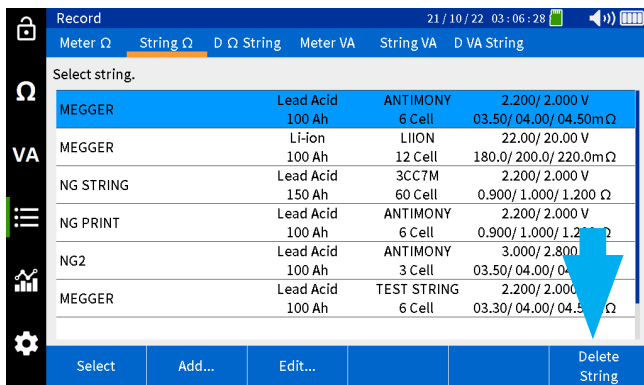 Record 21/10/22 03:06:28
Meter Ω String Ω D Ω String Meter VA String VA D VA String
Select string.
Ω
VA
MEGGER Lead Acid ANTIMONY 2.200/ 2.000 V
100 Ah 6 Cell 03.50/ 04.00/ 04.50mΩ
MEGGER Li-ion LIION 22.00/ 20.00 V
100 Ah 12 Cell 180.0/ 200.0/ 220.0mΩ
NG STRING Lead Acid 3CC7M 2.200/ 2.000 V
150 Ah 60 Cell 0.900/ 1.000/ 1.200 Ω
NG PRINT Lead Acid ANTIMONY 2.200/ 2.000 V
100 Ah 6 Cell 0.900/ 1.000/
NG2 Lead Acid ANTIMONY 3.000/ 2.800
100 Ah 3 Cell 03.50/ 04.00/
MEGGER Lead Acid TEST STRING 2.200/ 2.000
100 Ah 6 Cell 03.30/ 04.00/ Ω
Select Add... Edit... Delete
String